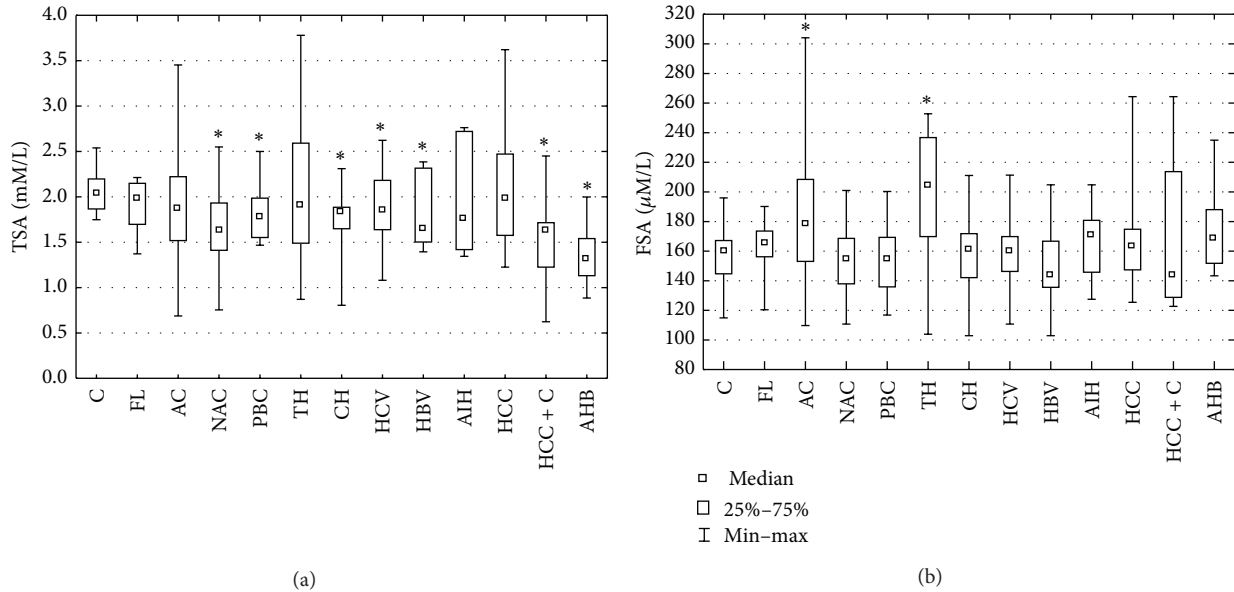 4.0
3.5
3.0
2.5
2.0
1.5
1.0
0.5
0.0
TSA (mM/L)
* * * * * * *
C FL AC NAC PBC TH CH HCV HBV AIH HCC HCC + C AHB
(a)
320
300
280
260
240
220
200
180
160
140
120
100
80
FSA (μM/L)
* *
C FL AC NAC PBC TH CH HCV HBV AIH HCC HCC + C AHB
Median
25%–75%
Min–max
(b)